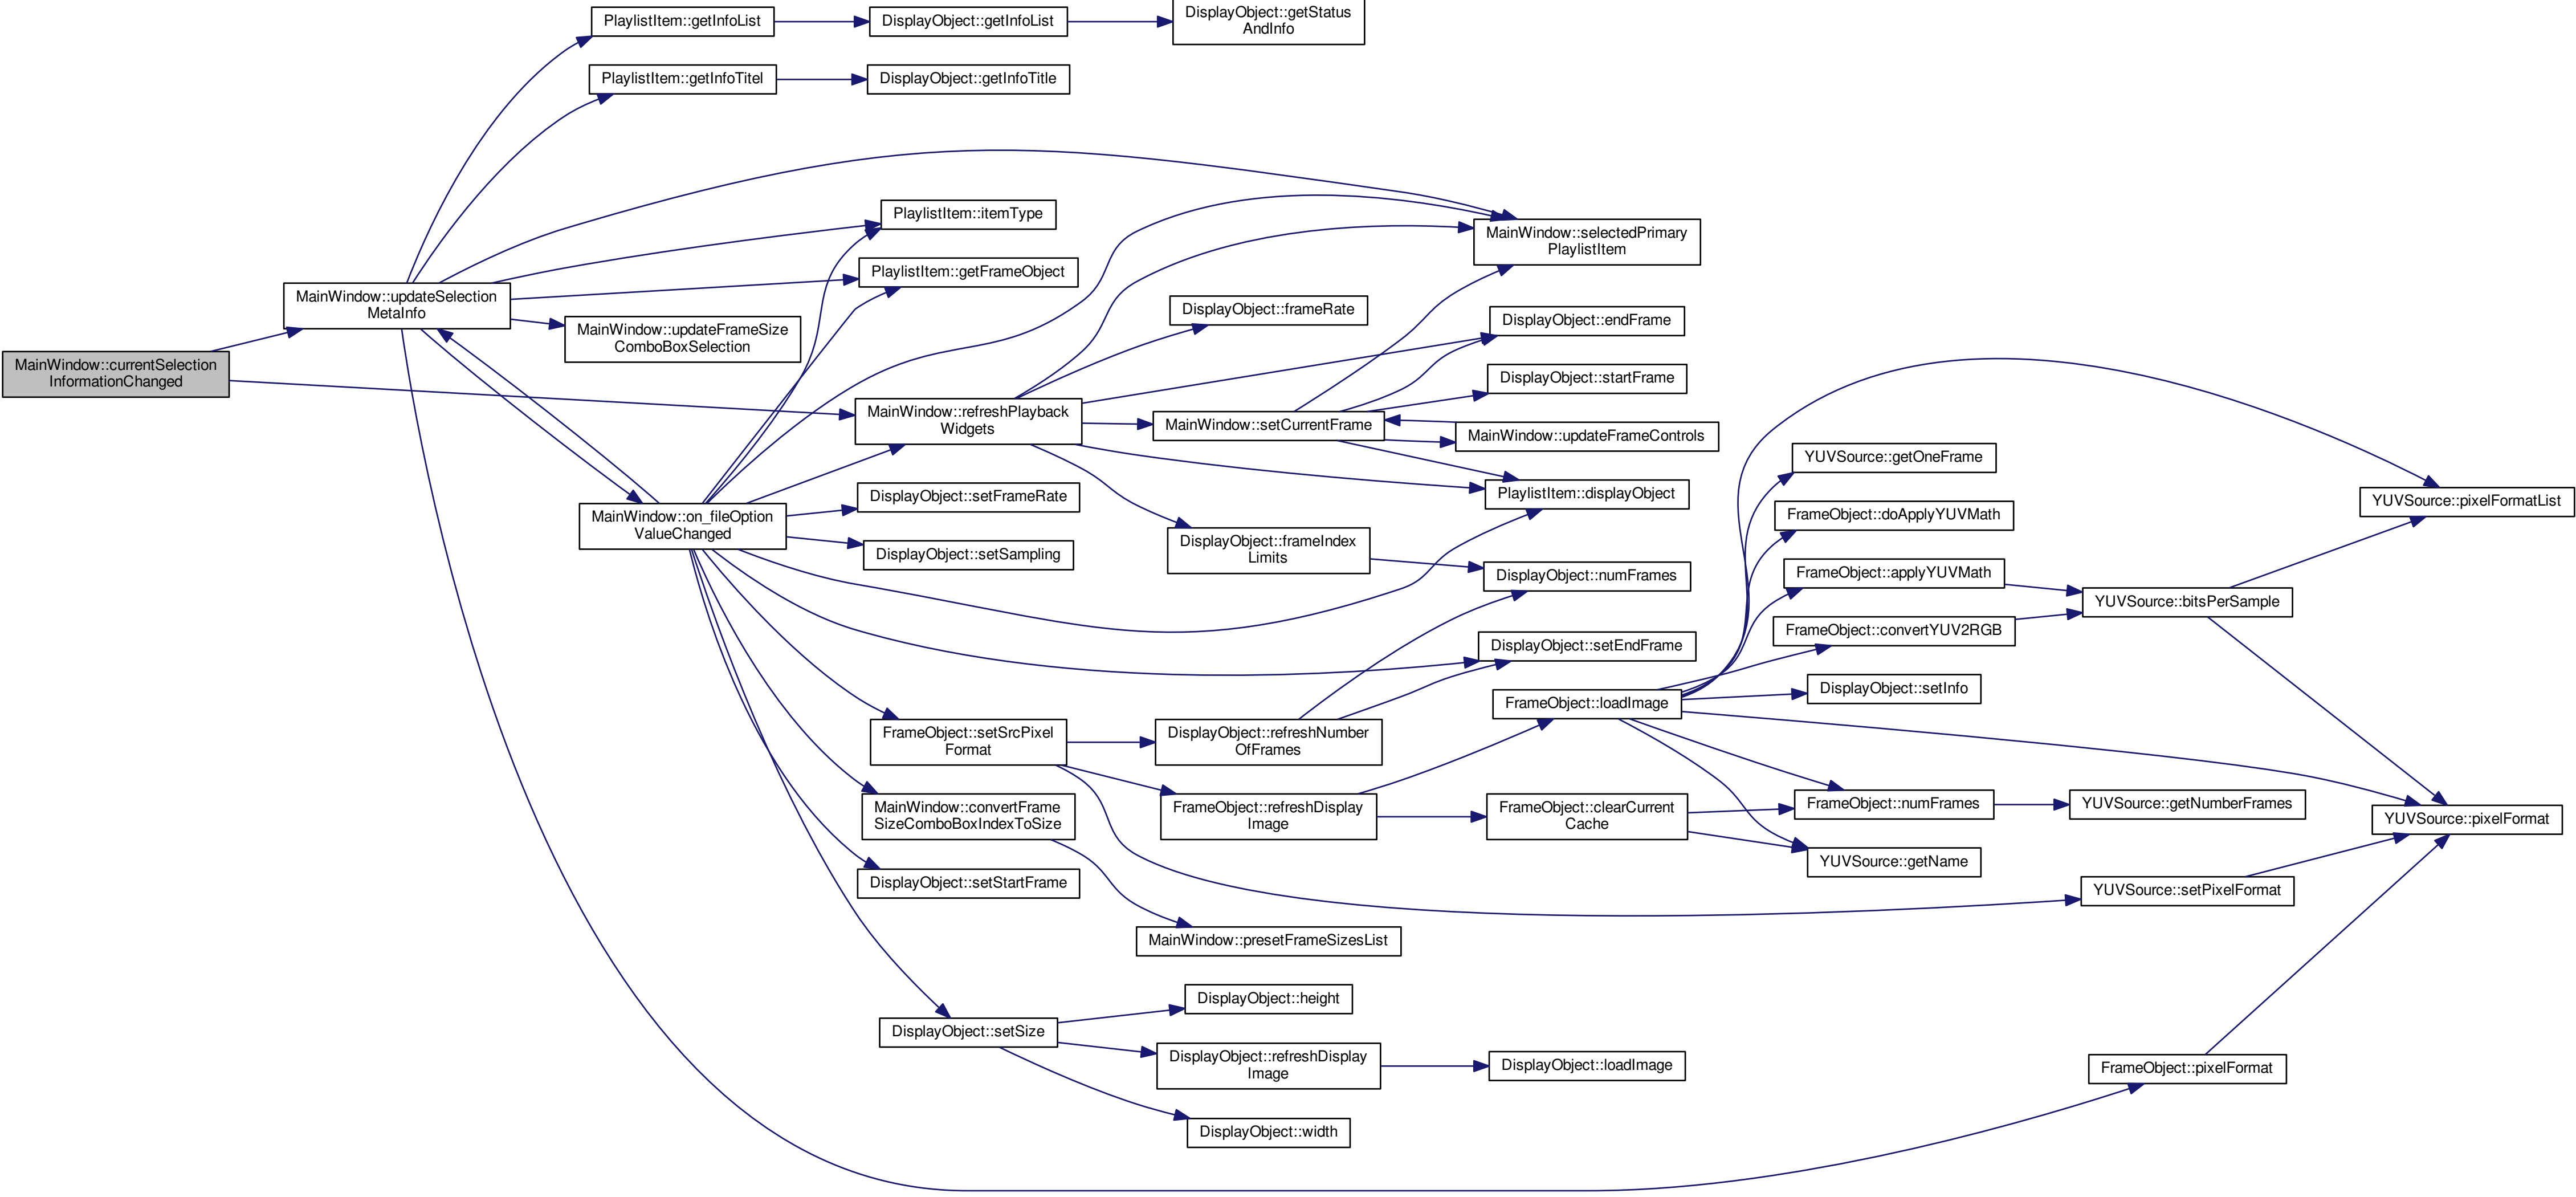 PlaylistItem::getInfoList
DisplayObject::getInfoList
DisplayObject::getStatus
AndInfo
PlaylistItem::getInfoTitel
DisplayObject::getInfoTitle
PlaylistItem::itemType
MainWindow::selectedPrimary
PlaylistItem
PlaylistItem::getFrameObject
MainWindow::updateSelection
MetaInfo
DisplayObject::frameRate
DisplayObject::endFrame
MainWindow::updateFrameSize
ComboBoxSelection
MainWindow::currentSelection
InformationChanged
DisplayObject::startFrame
MainWindow::refreshPlayback
Widgets
MainWindow::setCurrentFrame
MainWindow::updateFrameControls
YUVSource::getOneFrame
DisplayObject::setFrameRate
PlaylistItem::displayObject
YUVSource::pixelFormatList
MainWindow::on_fileOption
ValueChanged
FrameObject::doApplyYUVMath
DisplayObject::setSampling
DisplayObject::frameIndex
Limits
DisplayObject::numFrames
FrameObject::applyYUVMath
YUVSource::bitsPerSample
FrameObject::convertYUV2RGB
DisplayObject::setEndFrame
DisplayObject::setInfo
FrameObject::loadImage
FrameObject::setSrcPixel
Format
DisplayObject::refreshNumber
OfFrames
MainWindow::convertFrame
SizeComboBoxIndexToSize
FrameObject::refreshDisplay
Image
FrameObject::clearCurrent
Cache
FrameObject::numFrames
YUVSource::getNumberFrames
YUVSource::pixelFormat
YUVSource::getName
DisplayObject::setStartFrame
YUVSource::setPixelFormat
MainWindow::presetFrameSizesList
DisplayObject::height
DisplayObject::setSize
DisplayObject::refreshDisplay
Image
DisplayObject::loadImage
FrameObject::pixelFormat
DisplayObject::width